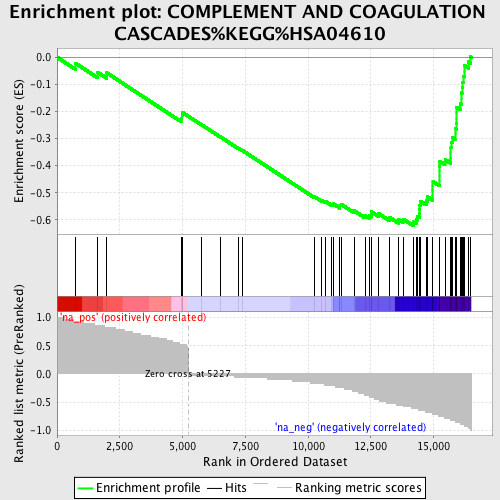 Enrichment plot: COMPLEMENT AND COAGULATION
CASCADES%KEGG%HSA04610
Enrichment score (ES)
0.0
-0.1
-0.2
-0.3
-0.4
-0.5
-0.6
Ranked list metric (PreRanked)
1.0
0.5
0.0
-0.5
-1.0
'na_pos' (positively correlated)
Zero cross at 5227
'na_neg' (negatively correlated)
0 2,500 5,000 7,500 10,000 12,500 15,000
Rank in Ordered Dataset
Enrichment profile Hits Ranking metric scores